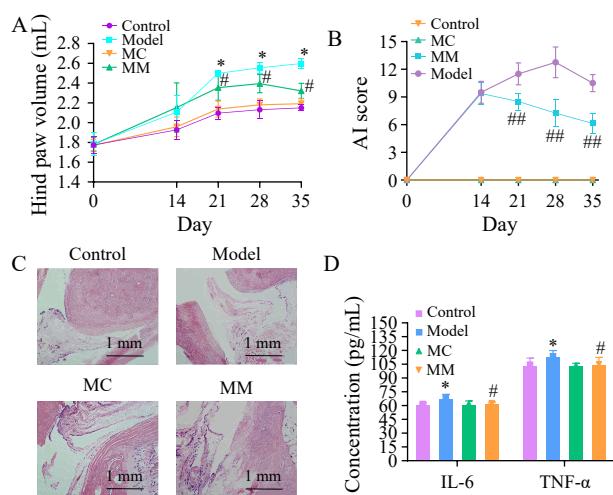 A
Control
Model
MC
MM
Hind paw volume (mL)
2.8
2.6
2.4
2.2
2.0
1.8
1.6
1.4
* * *
# # #
0 14 21 28 35
Day
B
Control
MC
MM
Model
AI score
15
12
9
6
3
0
## ## ##
0 14 21 28 35
Day
C
Control
Model
1 mm
1 mm
MC
MM
1 mm
1 mm
D
Control
Model
MC
MM
Concentration (pg/mL)
150
135
120
105
90
75
60
45
30
15
0
* # * #
IL-6 TNF-α